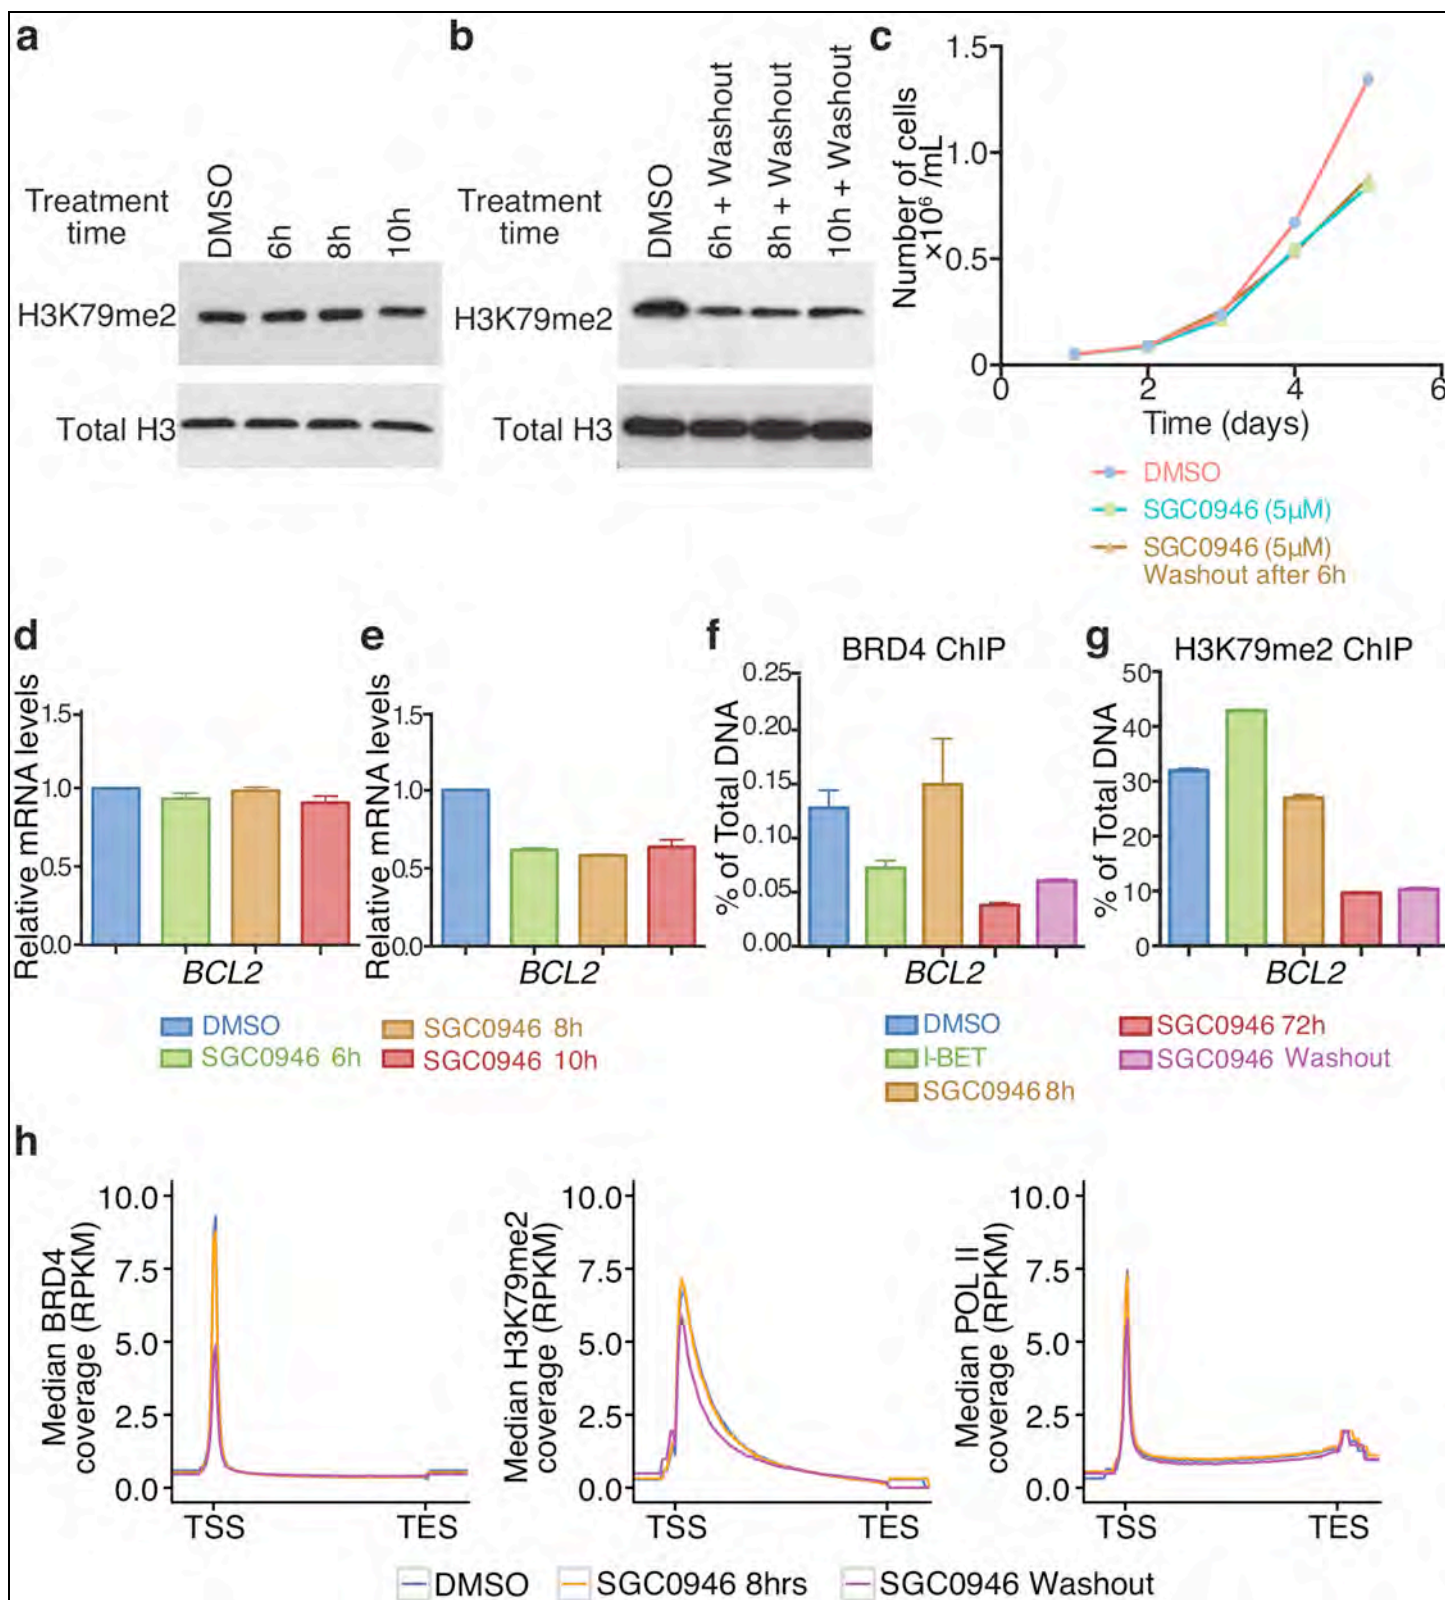 a
Treatment
time
DMSO
6h
8h
10h
H3K79me2
Total H3
b
Treatment
time
DMSO
6h + Washout
8h + Washout
10h + Washout
H3K79me2
Total H3
c
Number of cells
×10⁶ /mL
1.5
1.0
0.5
0
0
2
4
6
Time (days)
DMSO
SGC0946 (5µM)
SGC0946 (5µM)
Washout after 6h
d
Relative mRNA levels
1.5
1.0
0.5
0.0
BCL2
e
Relative mRNA levels
1.5
1.0
0.5
0.0
BCL2
DMSO
SGC0946 6h
SGC0946 8h
SGC0946 10h
f
BRD4 ChIP
% of Total DNA
0.25
0.20
0.15
0.10
0.05
0.00
BCL2
g
H3K79me2 ChIP
% of Total DNA
50
40
30
20
10
0
BCL2
DMSO
I-BET
SGC0946 8h
SGC0946 72h
SGC0946 Washout
h
Median BRD4
coverage (RPKM)
10.0
7.5
5.0
2.5
0.0
TSS
TES
Median H3K79me2
coverage (RPKM)
10.0
7.5
5.0
2.5
0.0
TSS
TES
Median POL II
coverage (RPKM)
10.0
7.5
5.0
2.5
0.0
TSS
TES
DMSO
SGC0946 8hrs
SGC0946 Washout